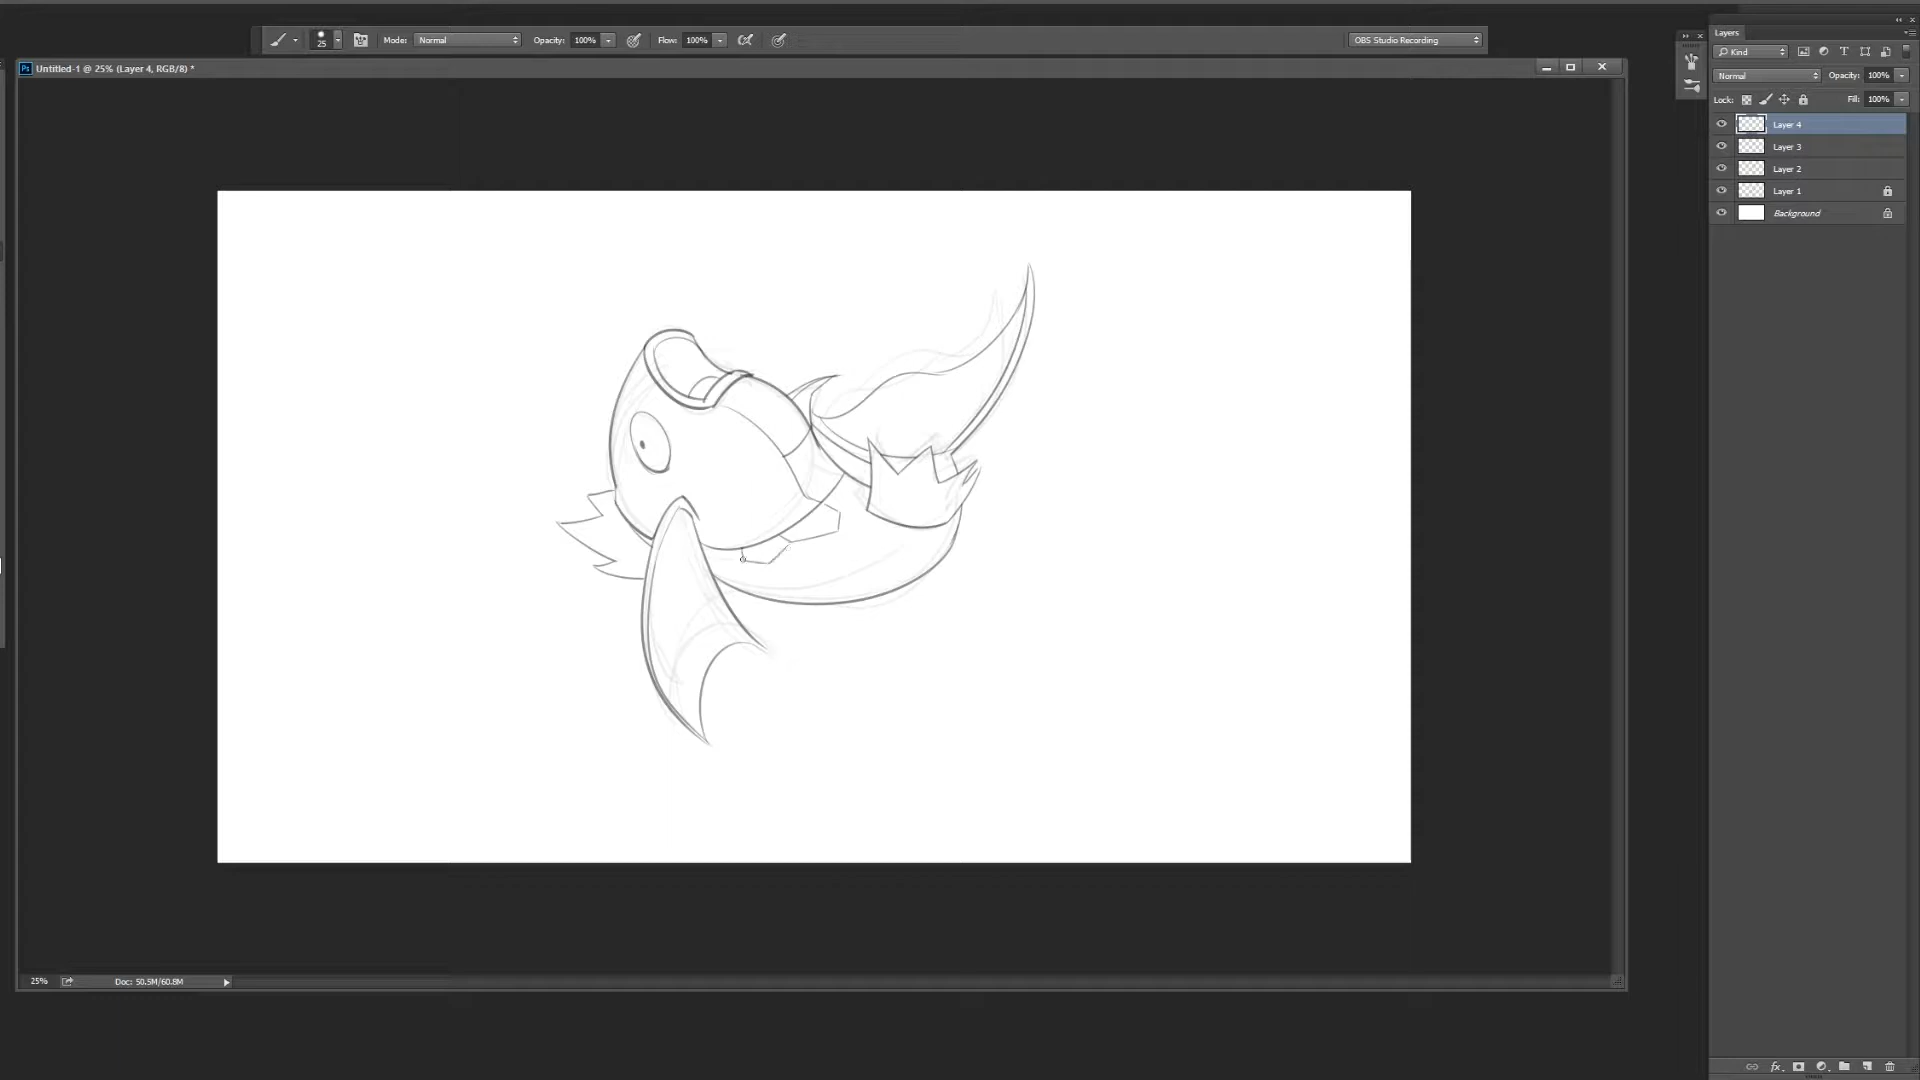 25
Mode:
Normal
Opacity:
100%
Flow:
100%
OBS Studio Recording
Untitled-1 @ 25% (Layer 4, RGB/8) *
Layers
Kind
Normal
Opacity:
100%
Lock:
Fill:
100%
Layer 4
Layer 3
Layer 2
Layer 1
Background
25%
Doc: 50.5M/60.8M
fx